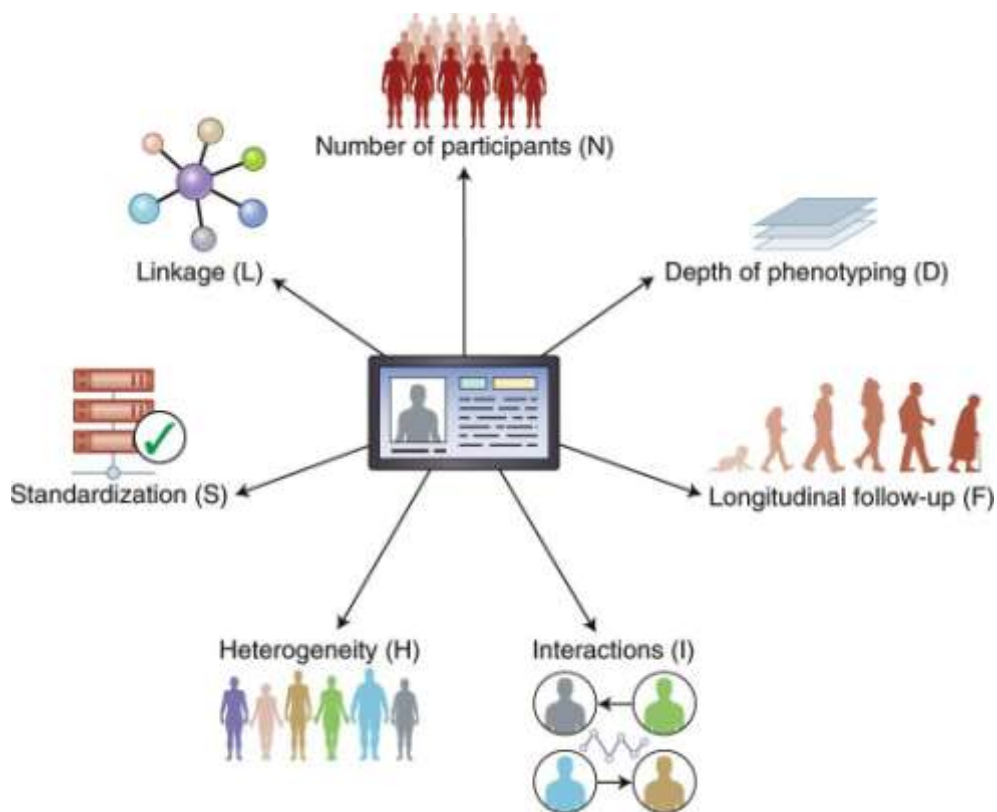 Number of participants (N)
Linkage (L)
Depth of phenotyping (D)
Standardization (S)
Longitudinal follow-up (F)
Heterogeneity (H)
Interactions (I)